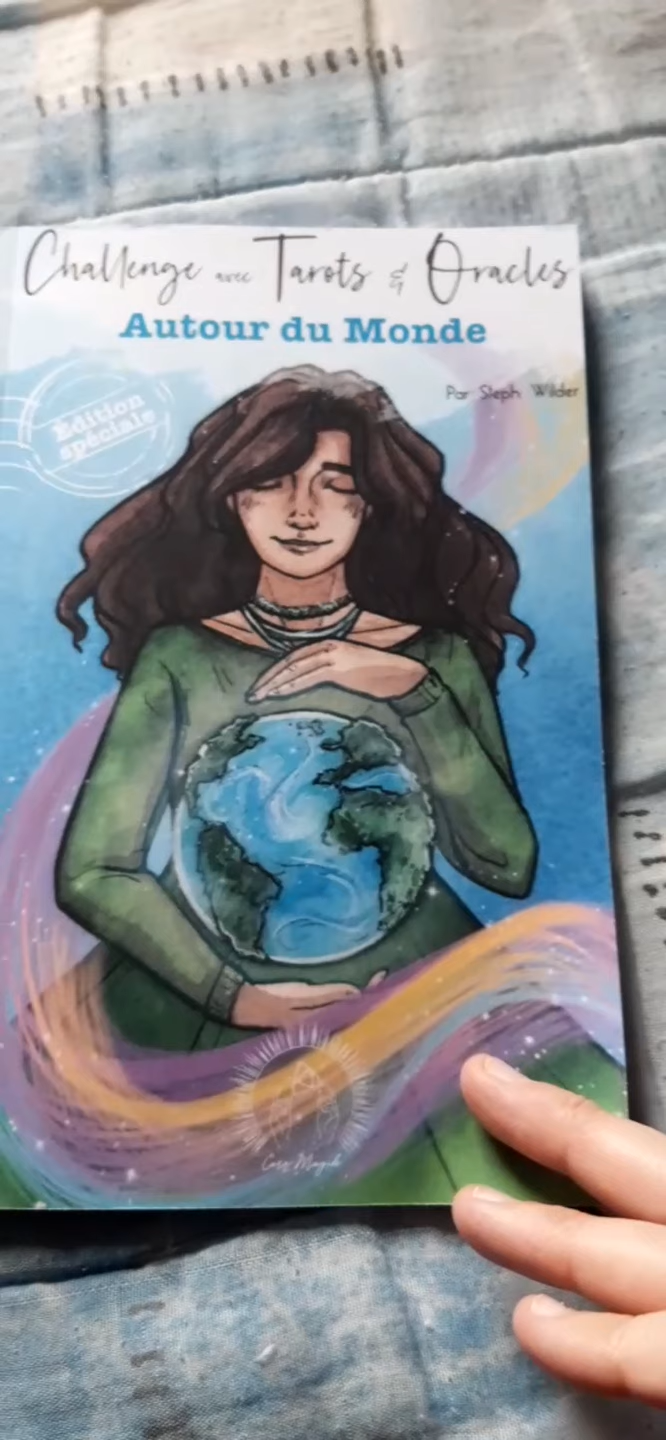 Challenge avec Tarots & Oracles
Autour du Monde
Par Steph Wilder
Édition
spéciale